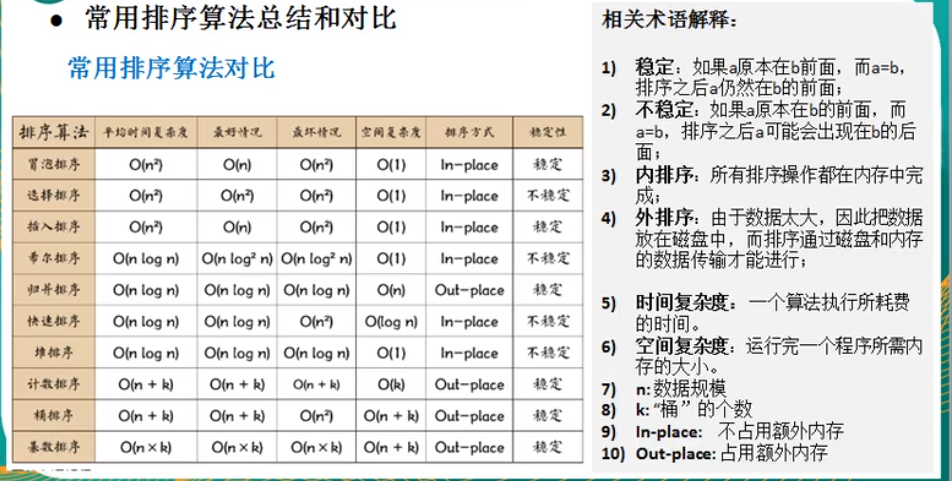 ● 常用排序算法总结和对比
常用排序算法对比
排序算法 平均时间复杂度 最好情况 最坏情况 空间复杂度 排序方式 稳定性
冒泡排序 O(n²) O(n) O(n²) O(1) In-place 稳定
选择排序 O(n²) O(n²) O(n²) O(1) In-place 不稳定
插入排序 O(n²) O(n) O(n²) O(1) In-place 稳定
希尔排序 O(n log n) O(n log² n) O(n log² n) O(1) In-place 不稳定
归并排序 O(n log n) O(n log n) O(n log n) O(n) Out-place 稳定
快速排序 O(n log n) O(n log n) O(n²) O(log n) In-place 不稳定
堆排序 O(n log n) O(n log n) O(n log n) O(1) In-place 不稳定
计数排序 O(n + k) O(n + k) O(n + k) O(k) Out-place 稳定
桶排序 O(n + k) O(n + k) O(n²) O(n + k) Out-place 稳定
基数排序 O(n×k) O(n×k) O(n×k) O(n + k) Out-place 稳定
相关术语解释：
1) 稳定：如果a原本在b前面，而a=b，
排序之后a仍然在b的前面；
2) 不稳定：如果a原本在b的前面，而
a=b，排序之后a可能会出现在b的后
面；
3) 内排序：所有排序操作都在内存中完
成；
4) 外排序：由于数据太大，因此把数据
放在磁盘中，而排序通过磁盘和内存
的数据传输才能进行；
5) 时间复杂度：一个算法执行所耗费
的时间。
6) 空间复杂度：运行完一个程序所需内
存的大小。
7) n: 数据规模
8) k: “桶”的个数
9) In-place: 不占用额外内存
10) Out-place: 占用额外内存